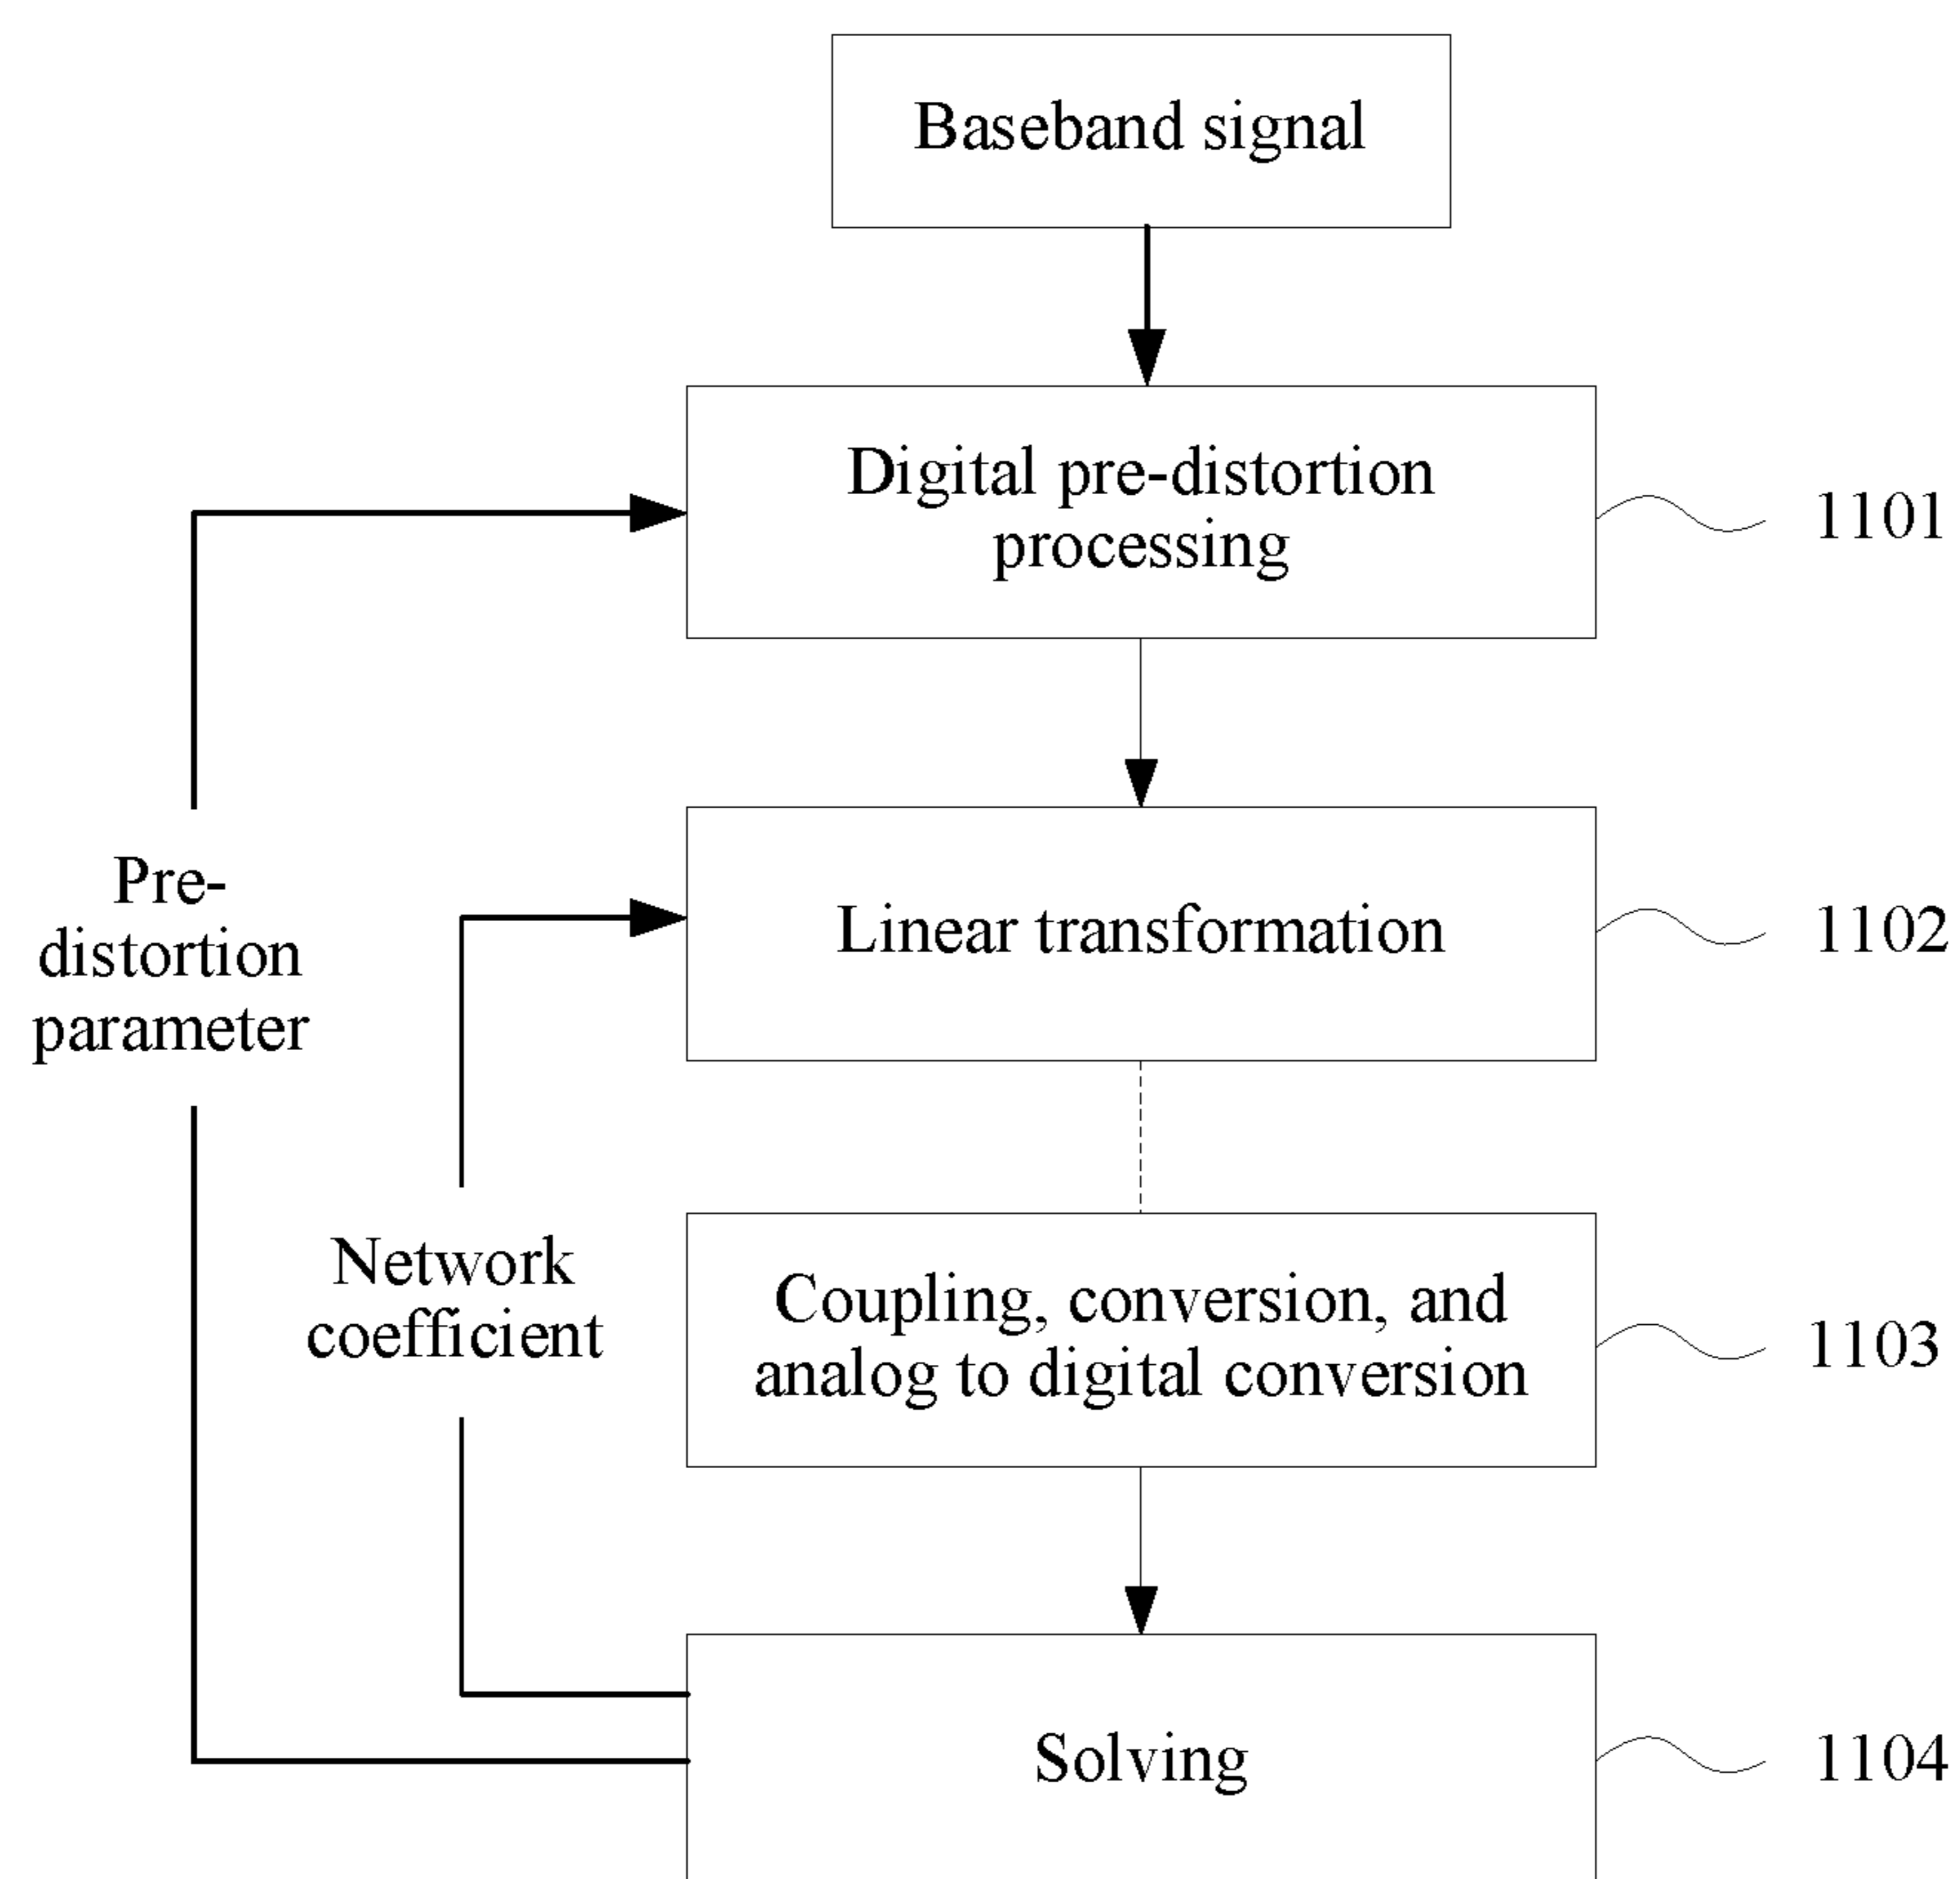 Baseband signal
Digital pre-distortion
processing
1101
Pre-
distortion
parameter
Linear transformation
1102
Network
coefficient
Coupling, conversion, and
analog to digital conversion
1103
Solving
1104